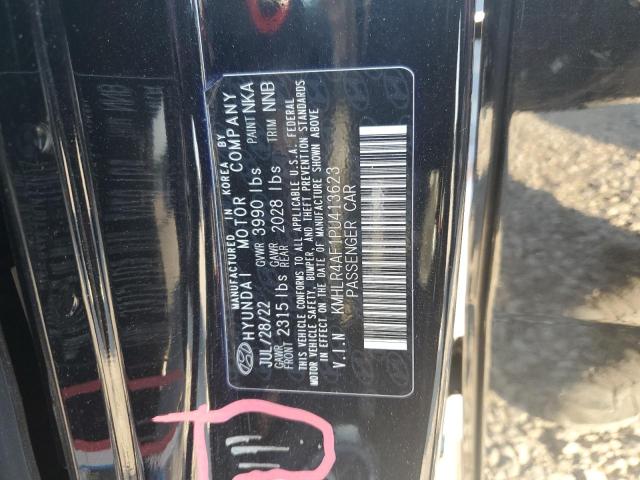 MANUFACTURED IN KOREA BY
HYUNDAI MOTOR COMPANY
JUL/28/22 GVWR 3990 lbs PAINT NKA
GAWR FRONT 2315 lbs GAWR REAR 2028 lbs TRIM NNB
THIS VEHICLE CONFORMS TO ALL APPLICABLE U.S.A. FEDERAL
MOTOR VEHICLE SAFETY, BUMPER, AND THEFT PREVENTION STANDARDS
IN EFFECT ON THE DATE OF MANUFACTURE SHOWN ABOVE
V.I.N KMHLR4AF1PU413623
PASSENGER CAR